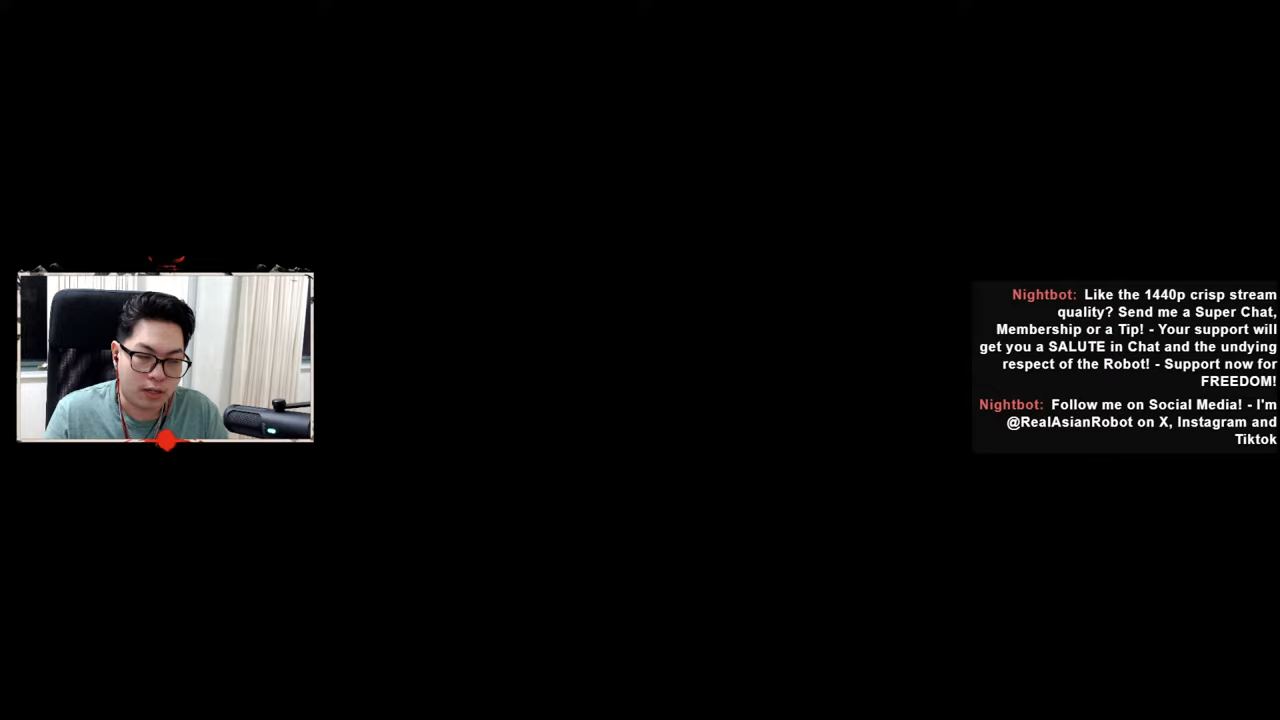 Nightbot: Like the 1440p crisp stream
quality? Send me a Super Chat,
Membership or a Tip! - Your support will
get you a SALUTE in Chat and the undying
respect of the Robot! - Support now for
FREEDOM!
Nightbot: Follow me on Social Media! - I'm
@RealAsianRobot on X, Instagram and
Tiktok